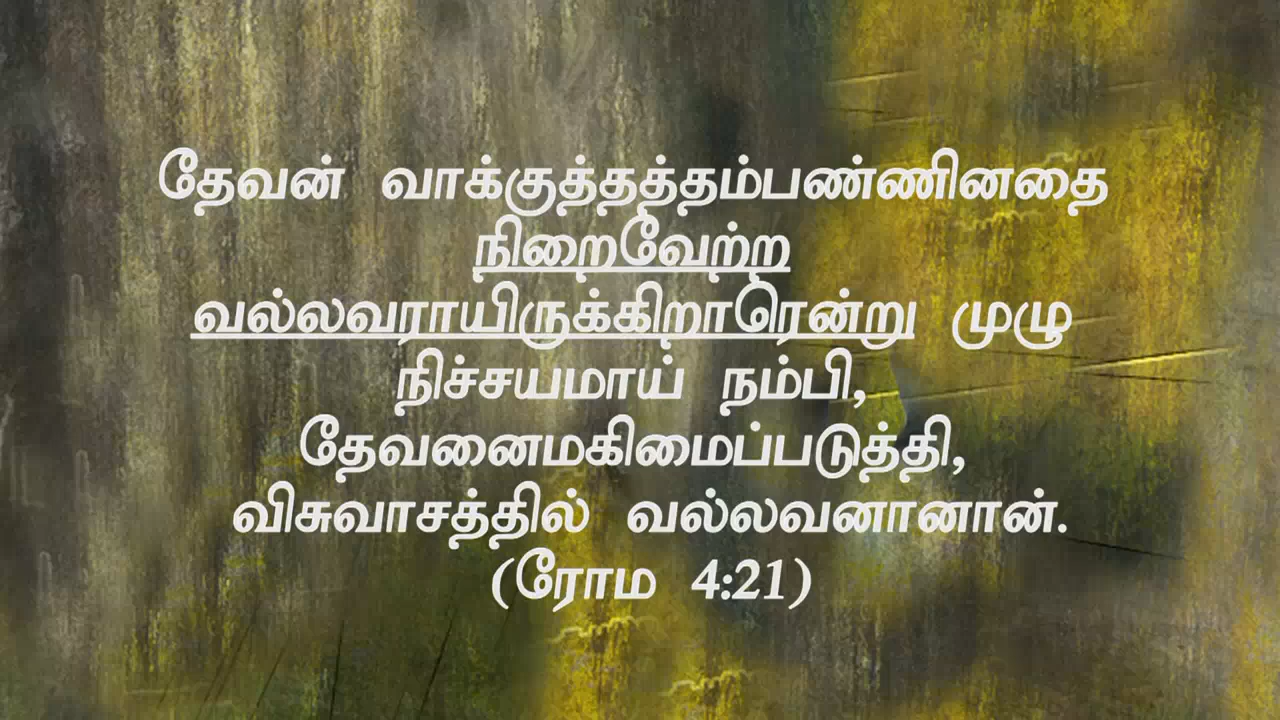 தேவன் வாக்குத்தத்தம்பண்ணினதை
நிறைவேற்ற
வல்லவராயிருக்கிறாரென்று முழு
நிச்சயமாய் நம்பி,
தேவனைமகிமைப்படுத்தி,
விசுவாசத்தில் வல்லவனானான்.
(ரோம 4:21)